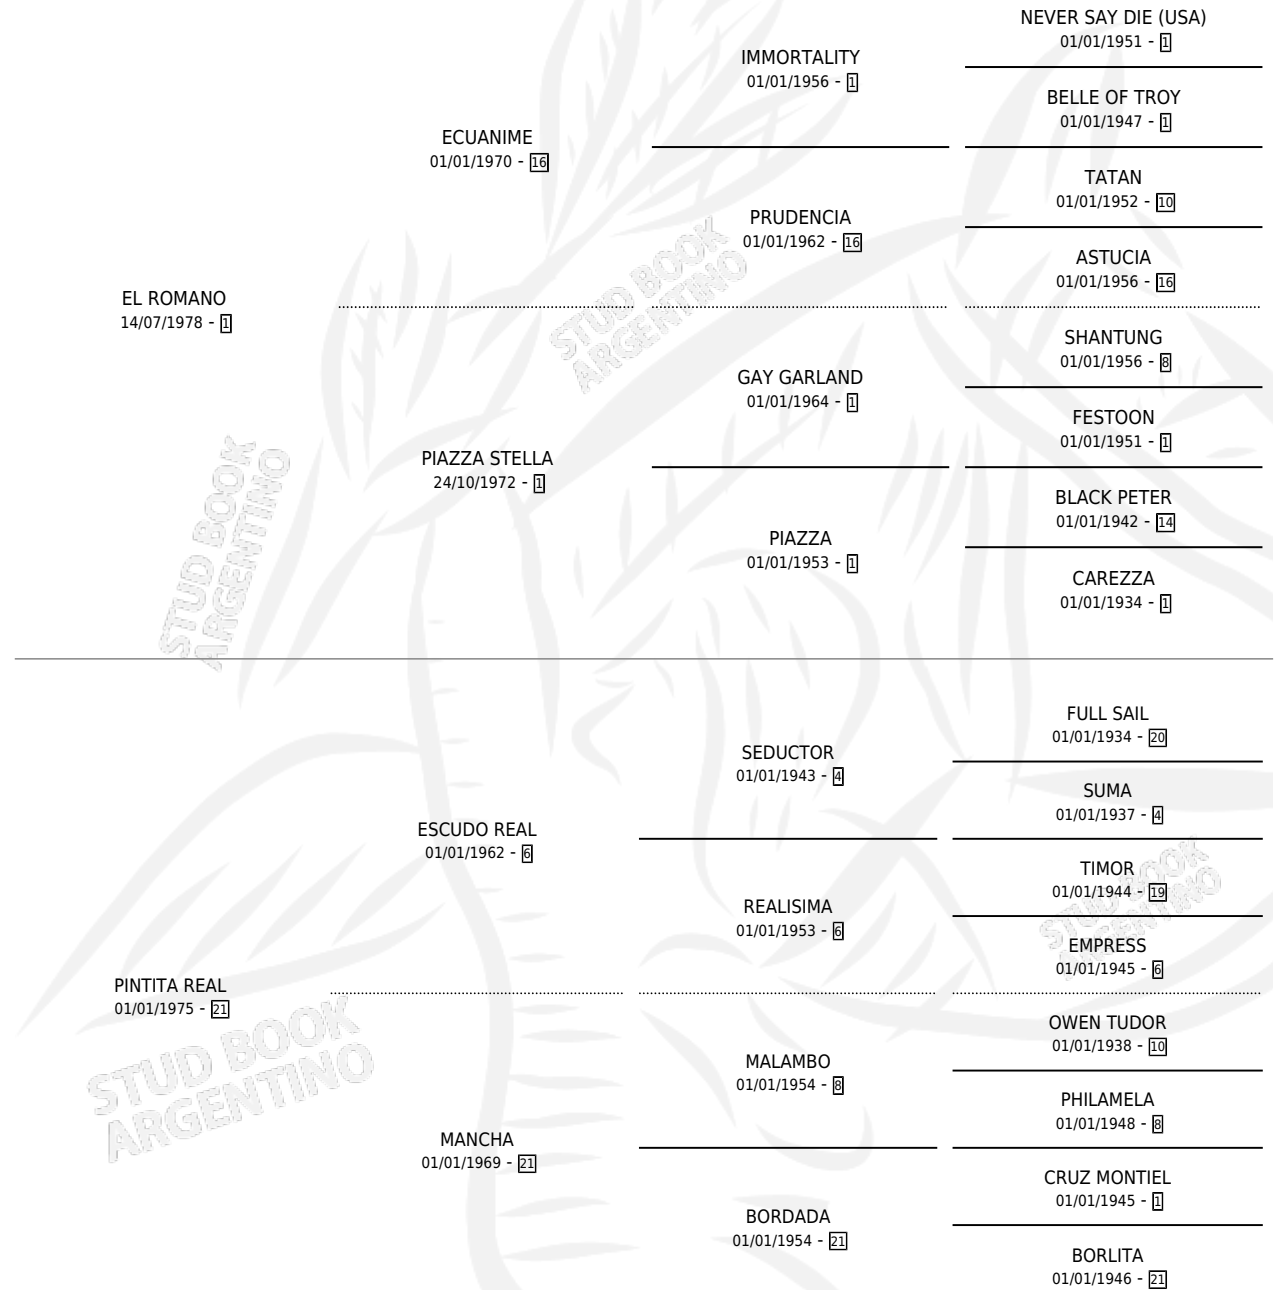 NEVER SAY DIE (USA)
01/01/1951 - 1
IMMORTALITY
01/01/1956 - 1
BELLE OF TROY
01/01/1947 - 1
ECUANIME
01/01/1970 - 16
TATAN
01/01/1952 - 10
PRUDENCIA
01/01/1962 - 16
ASTUCIA
01/01/1956 - 16
EL ROMANO
14/07/1978 - 1
SHANTUNG
01/01/1956 - 8
GAY GARLAND
01/01/1964 - 1
FESTOON
01/01/1951 - 1
PIAZZA STELLA
24/10/1972 - 1
BLACK PETER
01/01/1942 - 14
PIAZZA
01/01/1953 - 1
CAREZZA
01/01/1934 - 1
STUD BOOK
ARGENTINO
STUD BOOK
ARGENTINO
FULL SAIL
01/01/1934 - 20
SEDUCTOR
01/01/1943 - 4
SUMA
01/01/1937 - 4
ESCUDO REAL
01/01/1962 - 6
TIMOR
01/01/1944 - 19
REALISIMA
01/01/1953 - 6
EMPRESS
01/01/1945 - 6
PINTITA REAL
01/01/1975 - 21
OWEN TUDOR
01/01/1938 - 10
MALAMBO
01/01/1954 - 8
PHILAMELA
01/01/1948 - 8
MANCHA
01/01/1969 - 21
CRUZ MONTIEL
01/01/1945 - 1
BORDADA
01/01/1954 - 21
BORLITA
01/01/1946 - 21
STUD BOOK
ARGENTINO
STUD BOOK
ARGENTINO